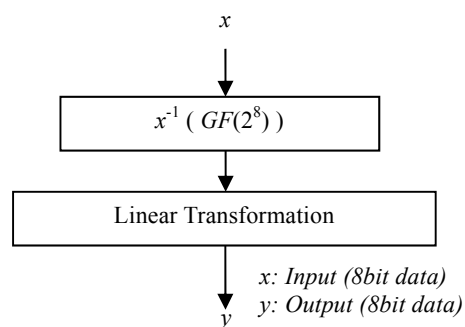 x
x⁻¹ ( GF(2⁸) )
Linear Transformation
x: Input (8bit data)
y: Output (8bit data)
y